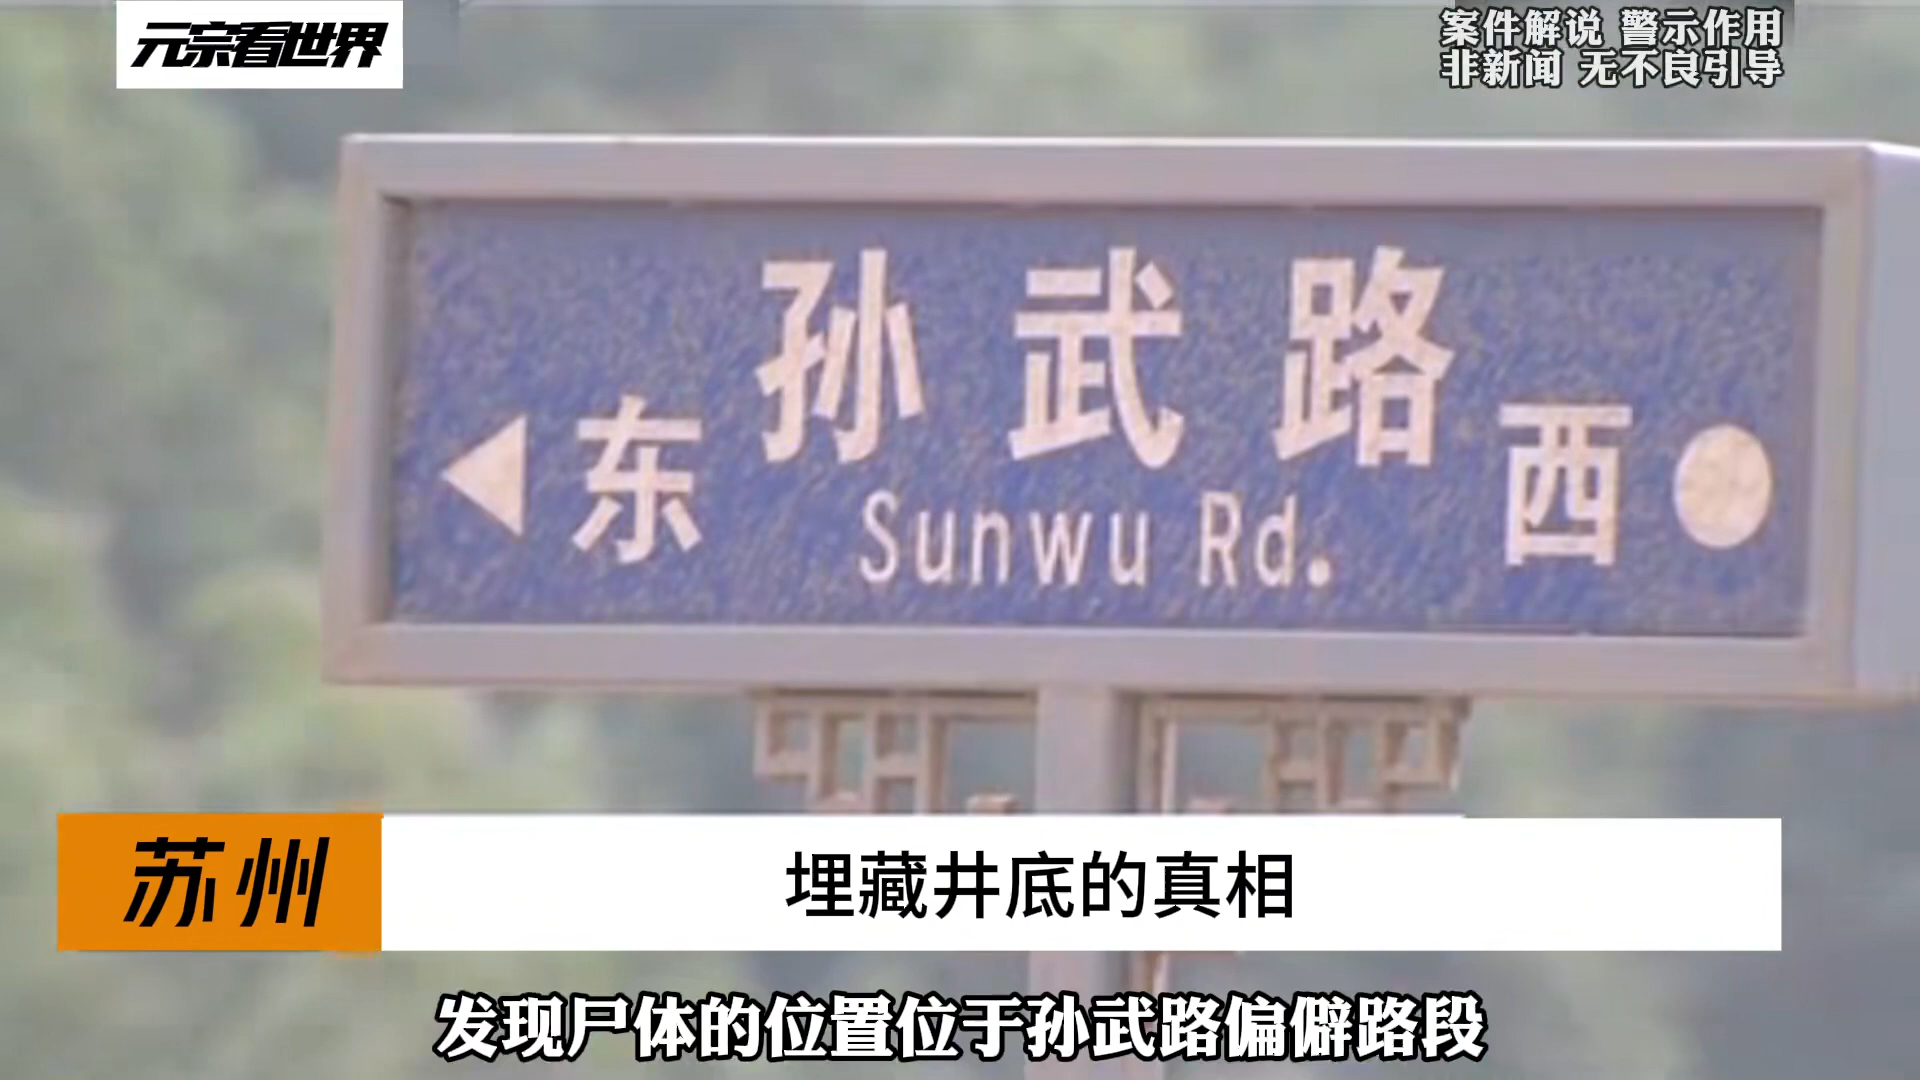 元宗看世界
案件解说 警示作用
非新闻 无不良引导
孙武路
东 西
Sunwu Rd.
苏州
埋藏井底的真相
发现尸体的位置位于孙武路偏僻路段